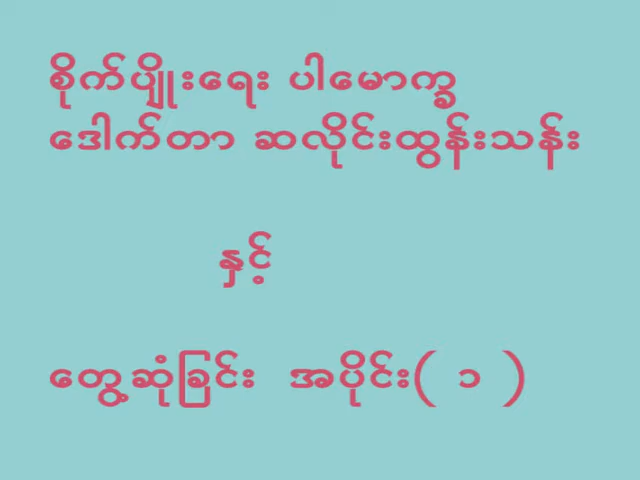 စိုက်ပျိုးရေး ပါမောက္ခ
ဒေါက်တာ ဆလိုင်းထွန်းသန်း
နှင့်
တွေ့ဆုံခြင်း အပိုင်း( ၁ )